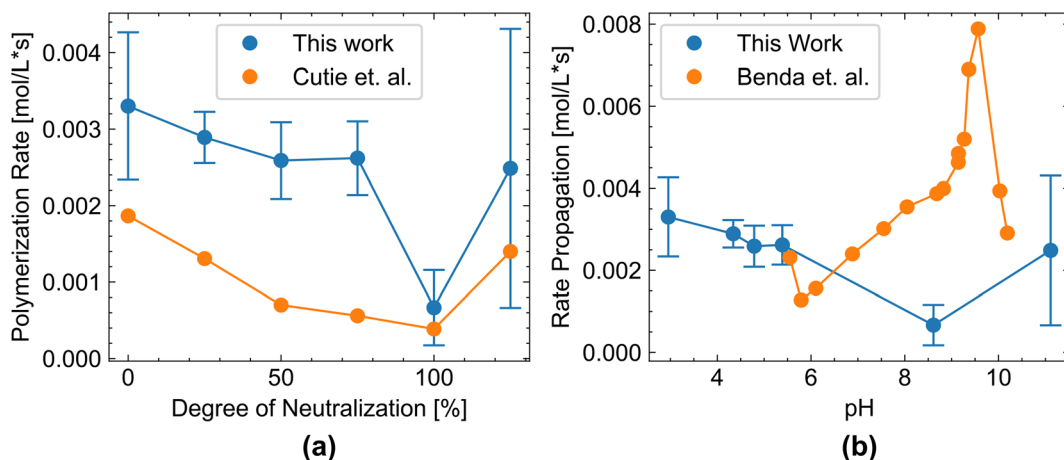 Polymerization Rate [mol/L*s]
0.004
0.003
0.002
0.001
0.000
This work
Cutie et. al.
0
50
100
Degree of Neutralization [%]
(a)
Rate Propagation [mol/L*s]
0.008
0.006
0.004
0.002
0.000
This Work
Benda et. al.
4
6
8
10
pH
(b)